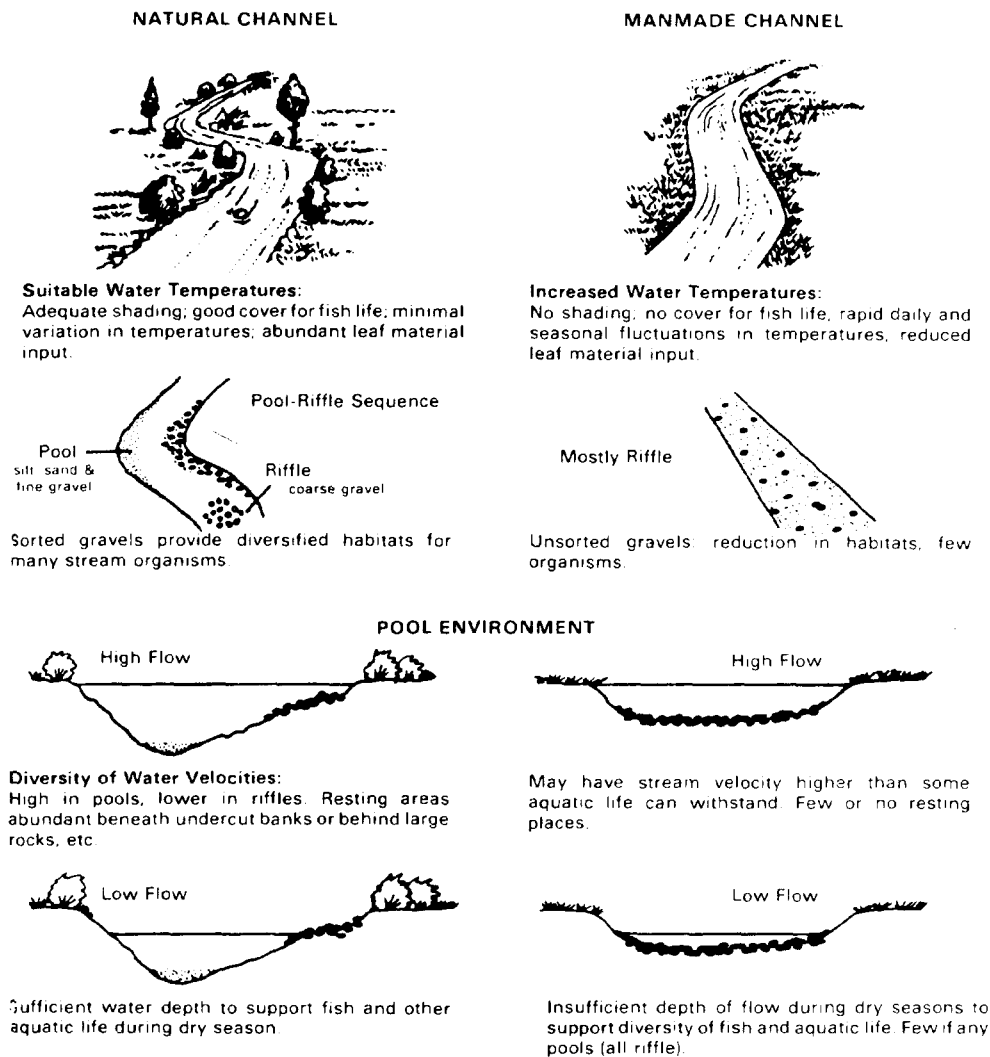 NATURAL CHANNEL
MANMADE CHANNEL
Suitable Water Temperatures:
Adequate shading; good cover for fish life; minimal
variation in temperatures; abundant leaf material
input.
Increased Water Temperatures:
No shading; no cover for fish life, rapid daily and
seasonal fluctuations in temperatures, reduced
leaf material input.
Pool-Riffle Sequence
Pool
silt sand &
fine gravel
Riffle
coarse gravel
Sorted gravels provide diversified habitats for
many stream organisms
Mostly Riffle
Unsorted gravels: reduction in habitats, few
organisms.
POOL ENVIRONMENT
High Flow
Diversity of Water Velocities:
High in pools, lower in riffles. Resting areas
abundant beneath undercut banks or behind large
rocks, etc.
High Flow
May have stream velocity higher than some
aquatic life can withstand. Few or no resting
places.
Low Flow
Sufficient water depth to support fish and other
aquatic life during dry season.
Low Flow
Insufficient depth of flow during dry seasons to
support diversity of fish and aquatic life. Few if any
pools (all riffle).